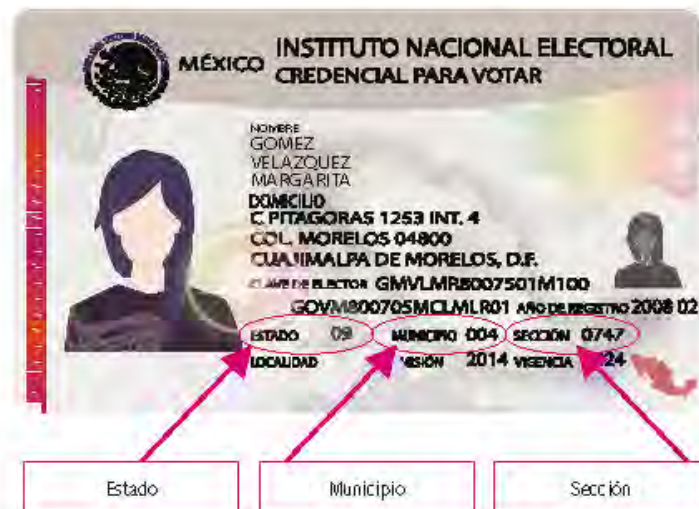 MÉXICO
INSTITUTO NACIONAL ELECTORAL
CREDENCIAL PARA VOTAR
NOMBRE
GOMEZ
VELAZQUEZ
MARGARITA
DOMICILIO
C PITAGORAS 1253 INT. 4
COL. MORELOS 04800
CUAJIMALPA DE MORELOS, D.F.
CLAVE DE ELECTOR GMVLMR8007501M100
GOVM800705MCLMLR01 AÑO DE REGISTRO 2008 02
ESTADO 09 MUNICIPIO 004 SECCIÓN 0747
LOCALIDAD 2014 VIGENCIA
Estado Municipio Sección